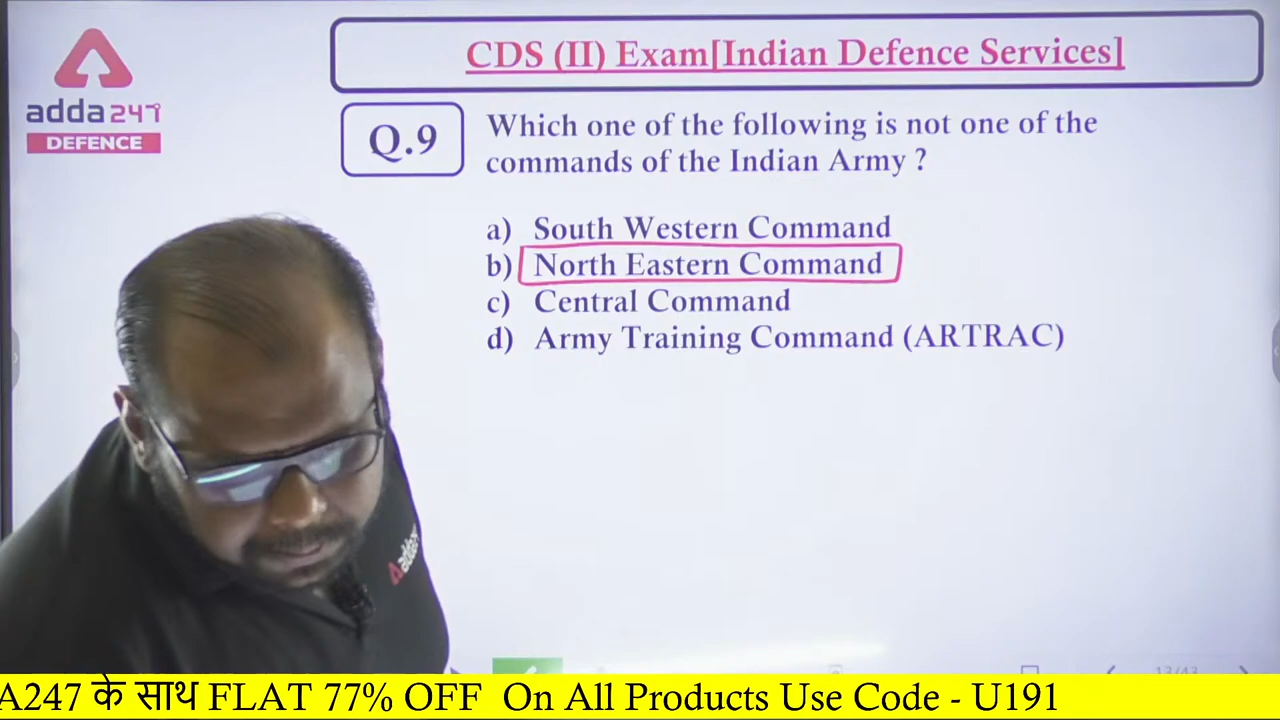 CDS (II) Exam[Indian Defence Services]
adda247
DEFENCE
Q.9
Which one of the following is not one of the
commands of the Indian Army ?
a) South Western Command
b) North Eastern Command
c) Central Command
d) Army Training Command (ARTRAC)
13/43
A247 के साथ FLAT 77% OFF On All Products Use Code - U191